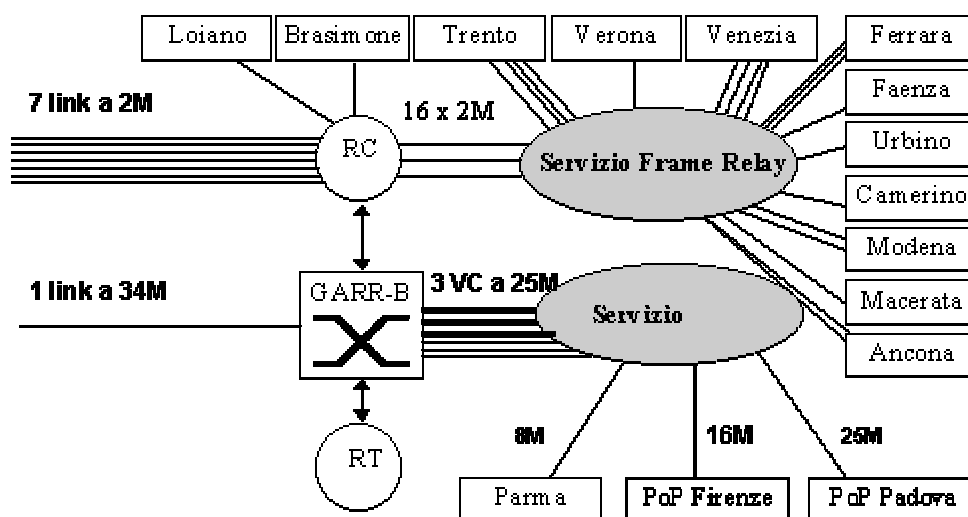 Loiano
Brasimone
Trento
Verona
Venezia
Ferrara
Faenza
7 link a 2M
16 x 2M
RC
Servizio Frame Relay
Urbino
Camerino
Modena
1 link a 34M
GARR-B
3 VC a 25M
Servizio
Macerata
Ancona
RT
8M
16M
25M
Parma
PoP Firenze
PoP Padova